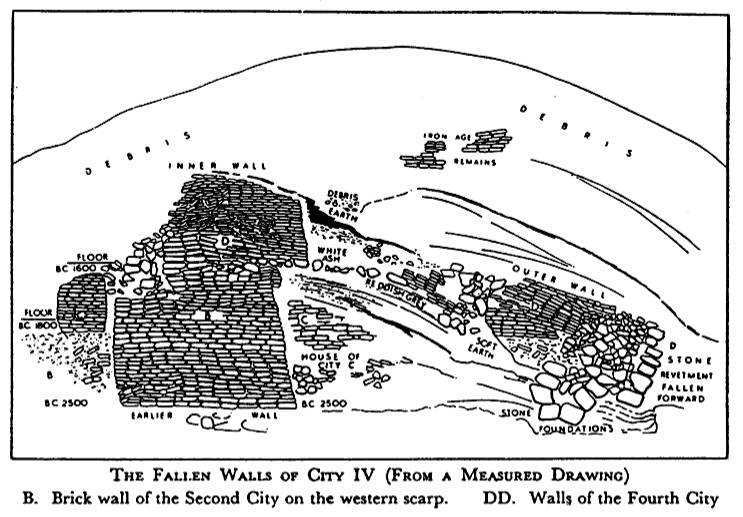 DEBRIS
DEBRIS
IRON AGE
REMAINS
INNER WALL
DEBRIS
&
EARTH
D
WHITE
ASH
FLOOR
BC 1600
REDDISH GREY
OUTER WALL
FLOOR
BC 1800
B
C
SOFT
EARTH
HOUSE OF
CITY C
D
STONE
REVETMENT
FALLEN
FORWARD
B
BC 2500
EARLIER WALL
BC 2500
STONE
FOUNDATIONS
THE FALLEN WALLS OF CITY IV (FROM A MEASURED DRAWING)
B. Brick wall of the Second City on the western scarp. DD. Walls of the Fourth City